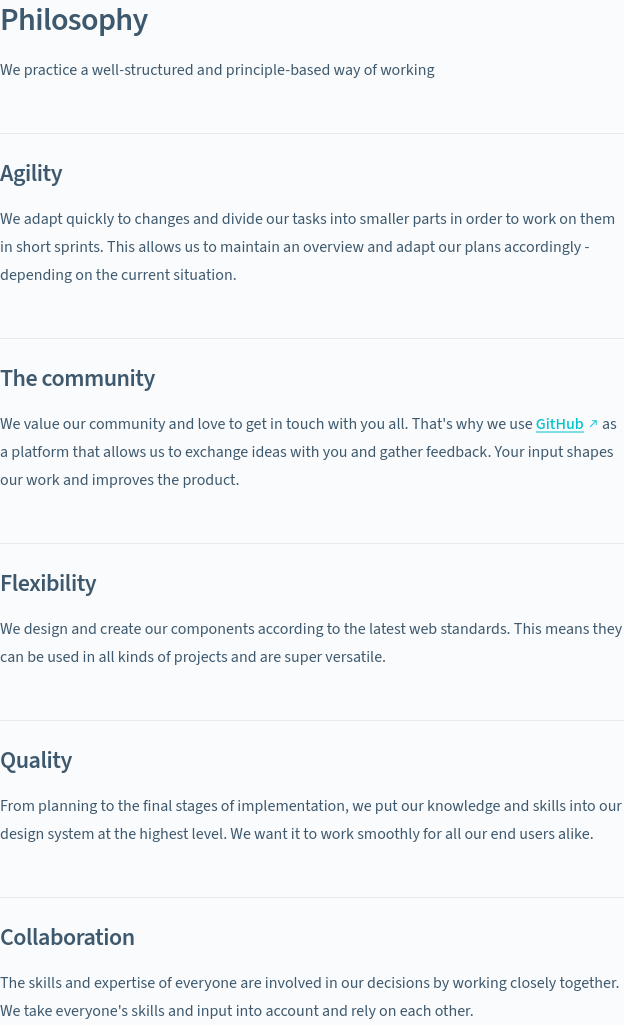 Philosophy
We practice a well-structured and principle-based way of working
Agility
We adapt quickly to changes and divide our tasks into smaller parts in order to work on them
in short sprints. This allows us to maintain an overview and adapt our plans accordingly -
depending on the current situation.
The community
We value our community and love to get in touch with you all. That's why we use GitHub ↗ as
a platform that allows us to exchange ideas with you and gather feedback. Your input shapes
our work and improves the product.
Flexibility
We design and create our components according to the latest web standards. This means they
can be used in all kinds of projects and are super versatile.
Quality
From planning to the final stages of implementation, we put our knowledge and skills into our
design system at the highest level. We want it to work smoothly for all our end users alike.
Collaboration
The skills and expertise of everyone are involved in our decisions by working closely together.
We take everyone's skills and input into account and rely on each other.